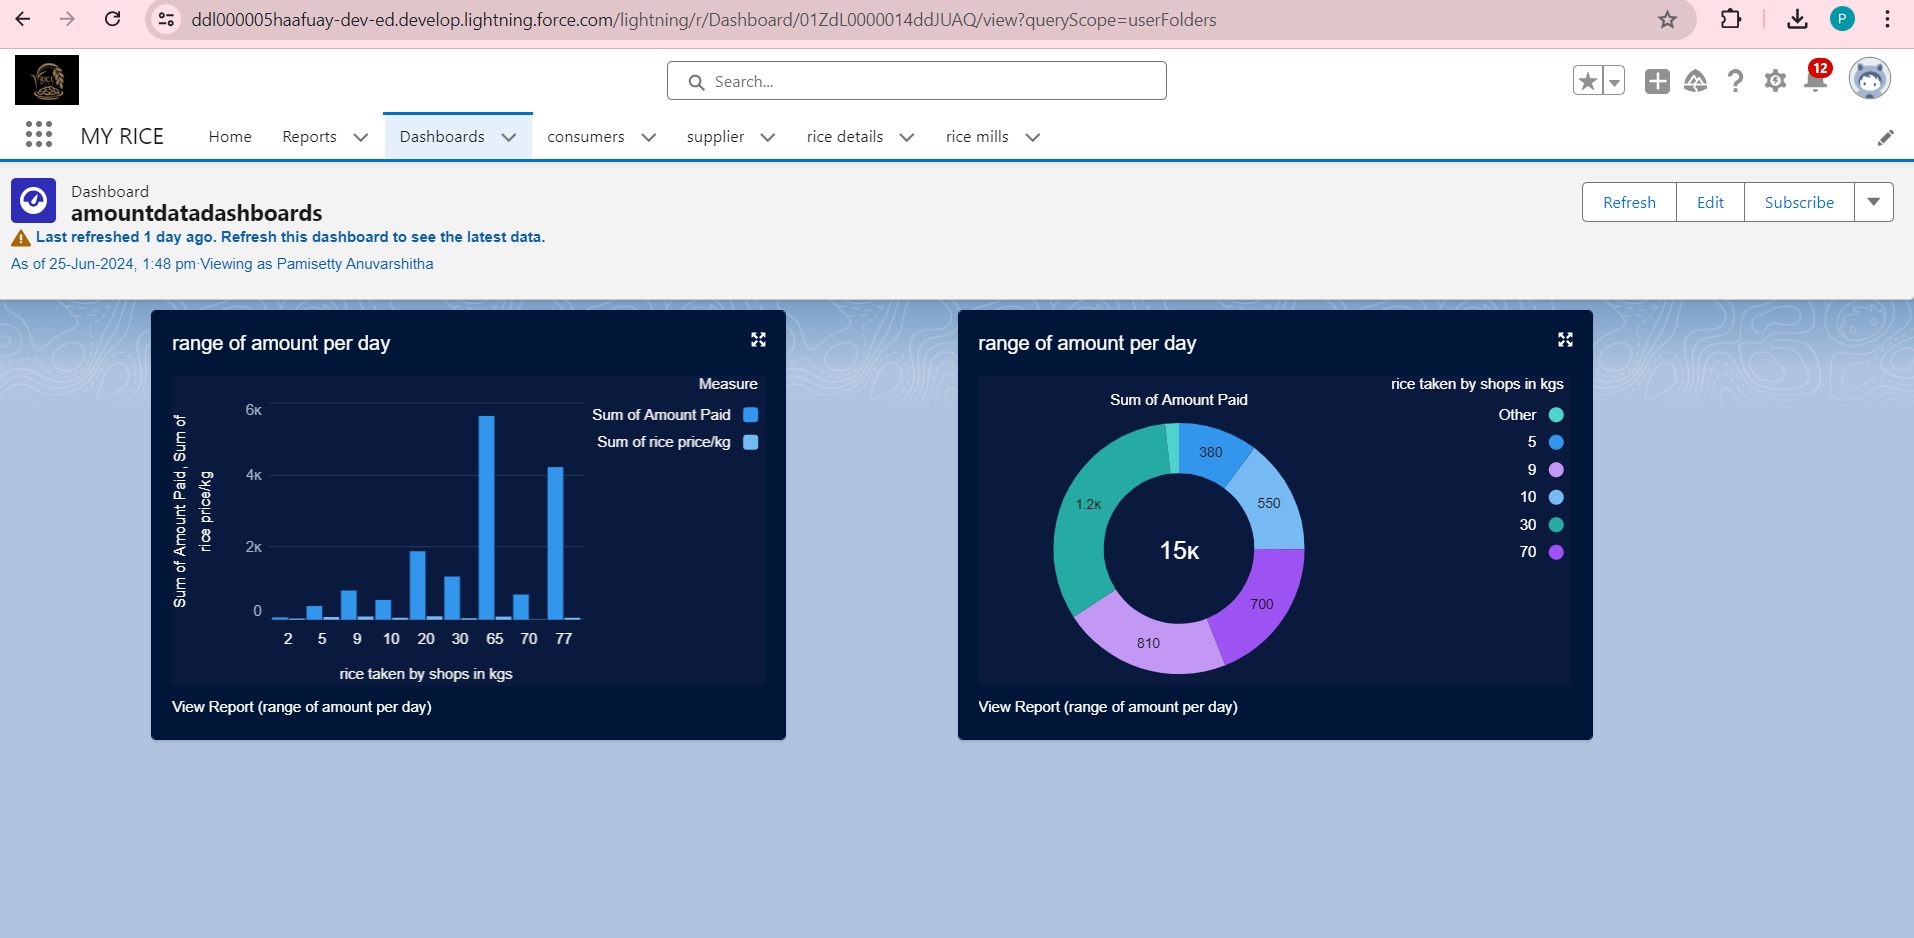 ddl000005haafuay-dev-ed.develop.lightning.force.com/lightning/r/Dashboard/01ZdL0000014ddJUAQ/view?queryScope=userFolders
P
RICE
Search...
12
MY RICE
Home
Reports
Dashboards
consumers
supplier
rice details
rice mills
Dashboard
amountdatadashboards
Last refreshed 1 day ago. Refresh this dashboard to see the latest data.
As of 25-Jun-2024, 1:48 pm·Viewing as Pamisetty Anuvarshitha
Refresh
Edit
Subscribe
range of amount per day
Measure
Sum of Amount Paid
Sum of rice price/kg
Sum of Amount Paid, Sum of
rice price/kg
6K
4K
2K
0
2 5 9 10 20 30 65 70 77
rice taken by shops in kgs
View Report (range of amount per day)
range of amount per day
rice taken by shops in kgs
Sum of Amount Paid
Other
5
9
10
30
70
380
550
1.2K
15K
700
810
View Report (range of amount per day)